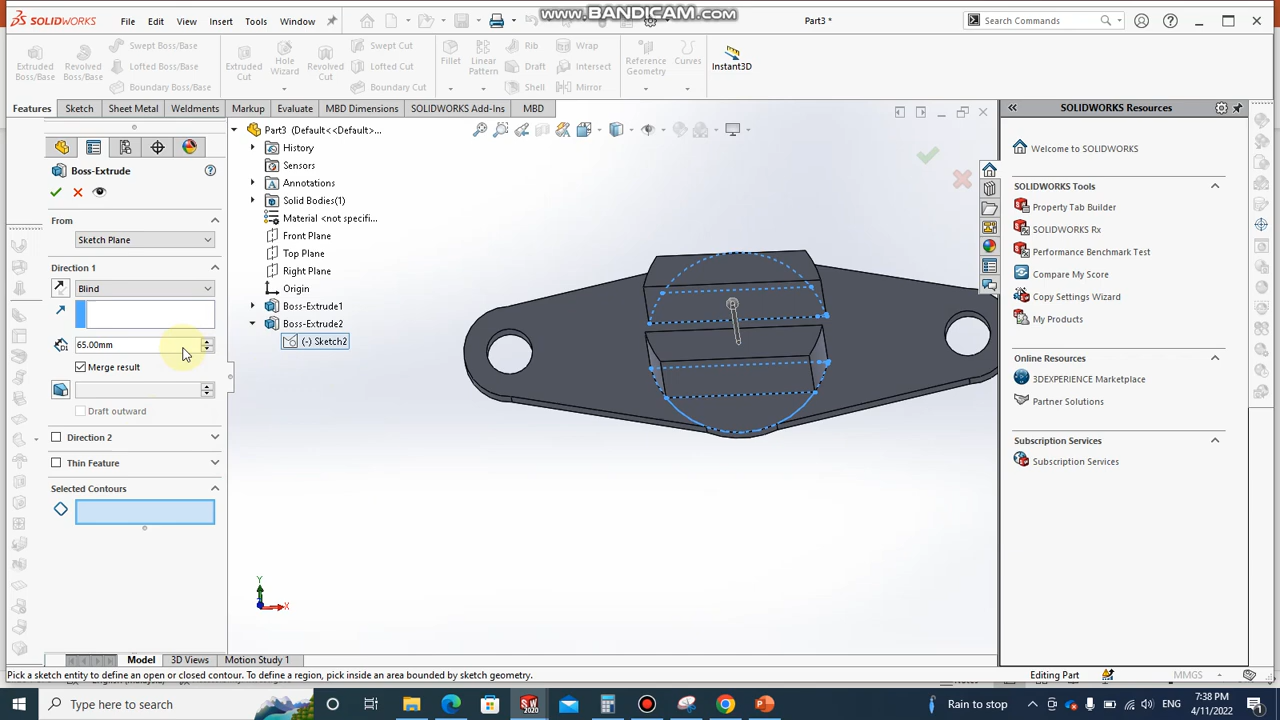 www.BANDICAM.com
SOLIDWORKS File Edit View Insert Tools Window Part3 * Search Commands
Extruded Boss/Base
Revolved Boss/Base
Swept Boss/Base
Lofted Boss/Base
Boundary Boss/Base
Extruded Cut
Hole Wizard
Revolved Cut
Swept Cut
Lofted Cut
Boundary Cut
Fillet
Linear Pattern
Rib
Draft
Shell
Wrap
Intersect
Mirror
Reference Geometry
Curves
Instant3D
Features Sketch Sheet Metal Weldments Markup Evaluate MBD Dimensions SOLIDWORKS Add-Ins MBD
Boss-Extrude
From
Sketch Plane
Direction 1
Blind
65.00mm
Merge result
Draft outward
Direction 2
Thin Feature
Selected Contours
Part3 (Default<<Default>...
History
Sensors
Annotations
Solid Bodies(1)
Material <not specifi...
Front Plane
Top Plane
Right Plane
Origin
Boss-Extrude1
Boss-Extrude2
(-) Sketch2
Y
X
SOLIDWORKS Resources
Welcome to SOLIDWORKS
SOLIDWORKS Tools
Property Tab Builder
SOLIDWORKS Rx
Performance Benchmark Test
Compare My Score
Copy Settings Wizard
My Products
Online Resources
3DEXPERIENCE Marketplace
Partner Solutions
Subscription Services
Subscription Services
Model 3D Views Motion Study 1
Pick a sketch entity to define an open or closed contour. To define a region, pick inside an area bounded by sketch geometry. Editing Part MMGS
Type here to search
Rain to stop
ENG
7:38 PM
4/11/2022